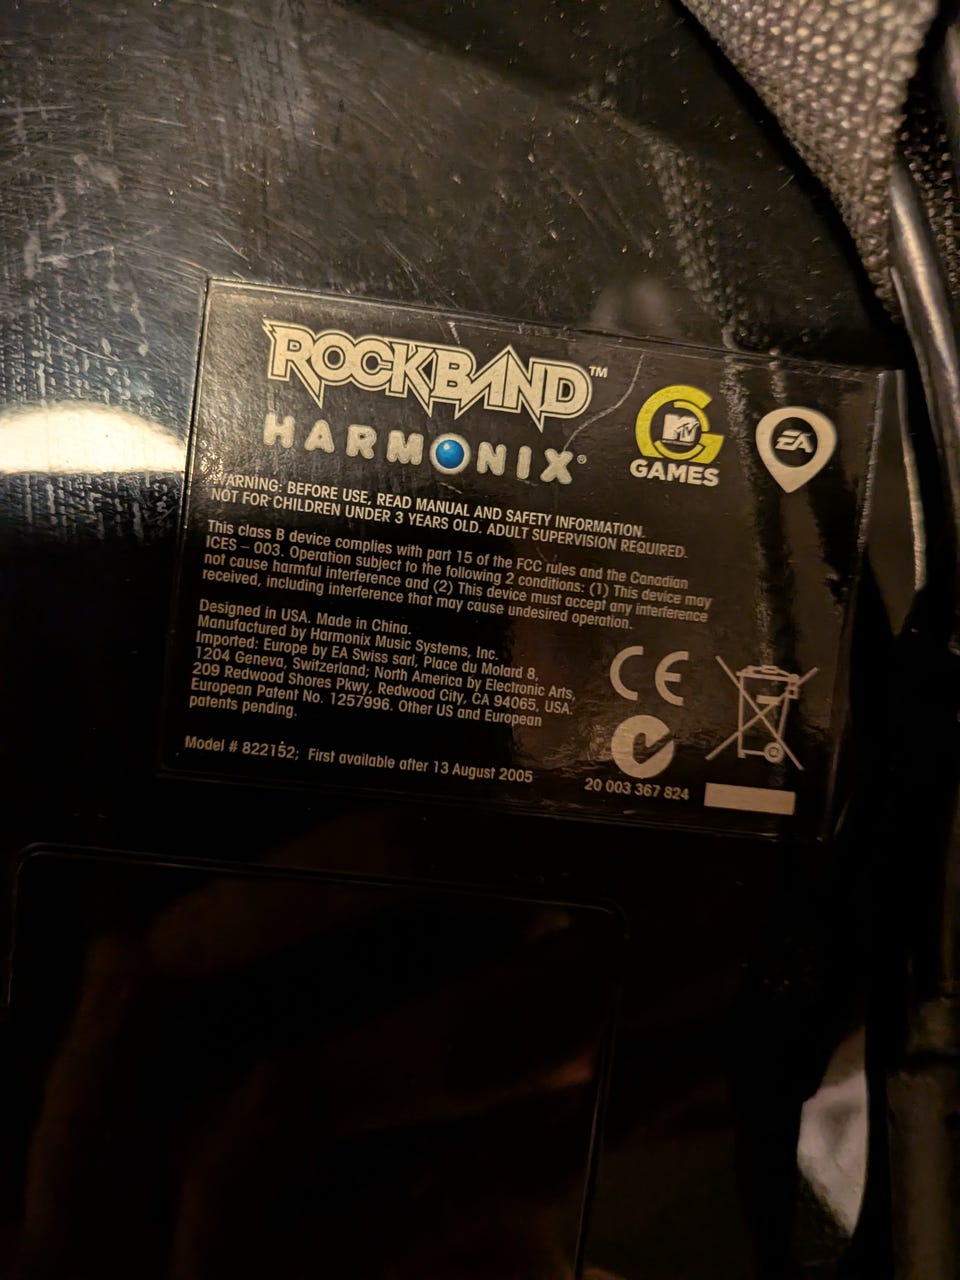 ROCKBAND™
HARMONIX®
MTV
GAMES
EA
WARNING: BEFORE USE, READ MANUAL AND SAFETY INFORMATION.
NOT FOR CHILDREN UNDER 3 YEARS OLD. ADULT SUPERVISION REQUIRED.
This class B device complies with part 15 of the FCC rules and the Canadian
ICES – 003. Operation subject to the following 2 conditions: (1) This device may
not cause harmful interference and (2) This device must accept any interference
received, including interference that may cause undesired operation.
Designed in USA. Made in China.
Manufactured by Harmonix Music Systems, Inc.
Imported: Europe by EA Swiss sarl, Place du Molard 8,
1204 Geneva, Switzerland; North America by Electronic Arts,
209 Redwood Shores Pkwy, Redwood City, CA 94065, USA.
European Patent No. 1257996. Other US and European
patents pending.
CE
Model # 822152; First available after 13 August 2005
20 003 367 824